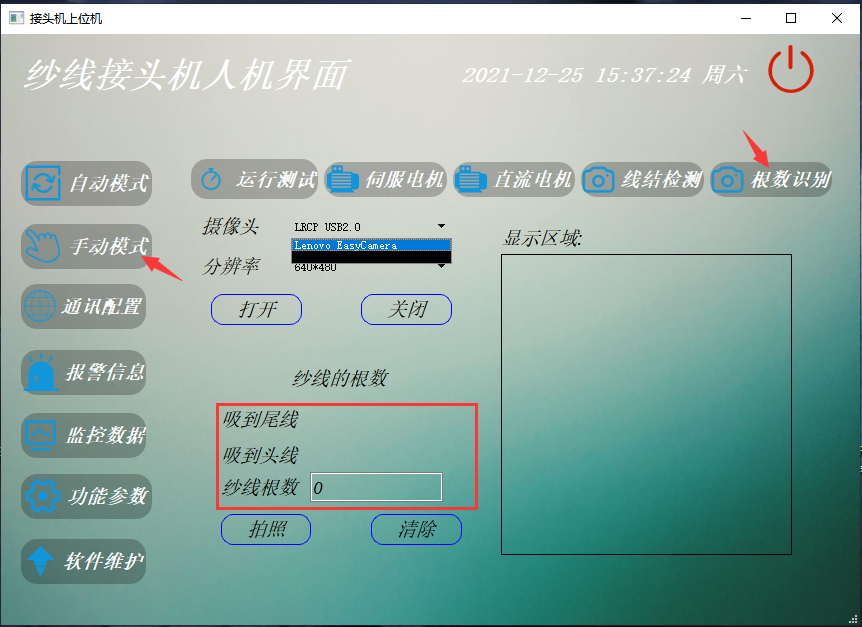 接头机上位机
纱线接头机人机界面
2021-12-25 15:37:24 周六
自动模式
运行测试
伺服电机
直流电机
线结检测
根数识别
手动模式
通讯配置
报警信息
监控数据
功能参数
软件维护
摄像头
LRCP USB2.0
Lenovo EasyCamera
分辨率
640*480
打开
关闭
显示区域:
纱线的根数
吸到尾线
吸到头线
纱线根数
0
拍照
清除